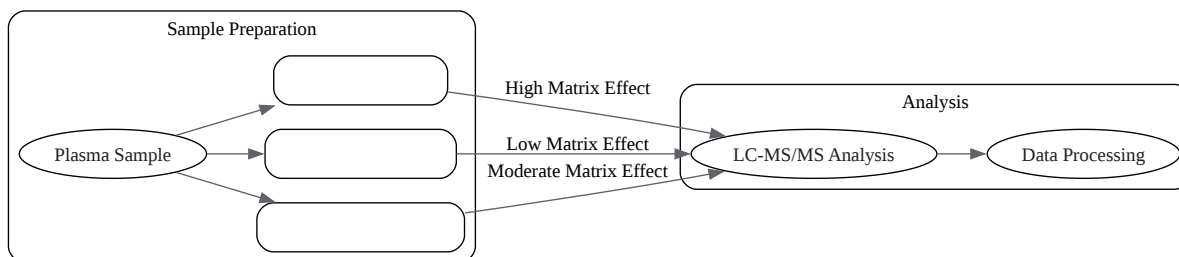 Sample Preparation
Plasma Sample
High Matrix Effect
Low Matrix Effect
Moderate Matrix Effect
Analysis
LC-MS/MS Analysis
Data Processing